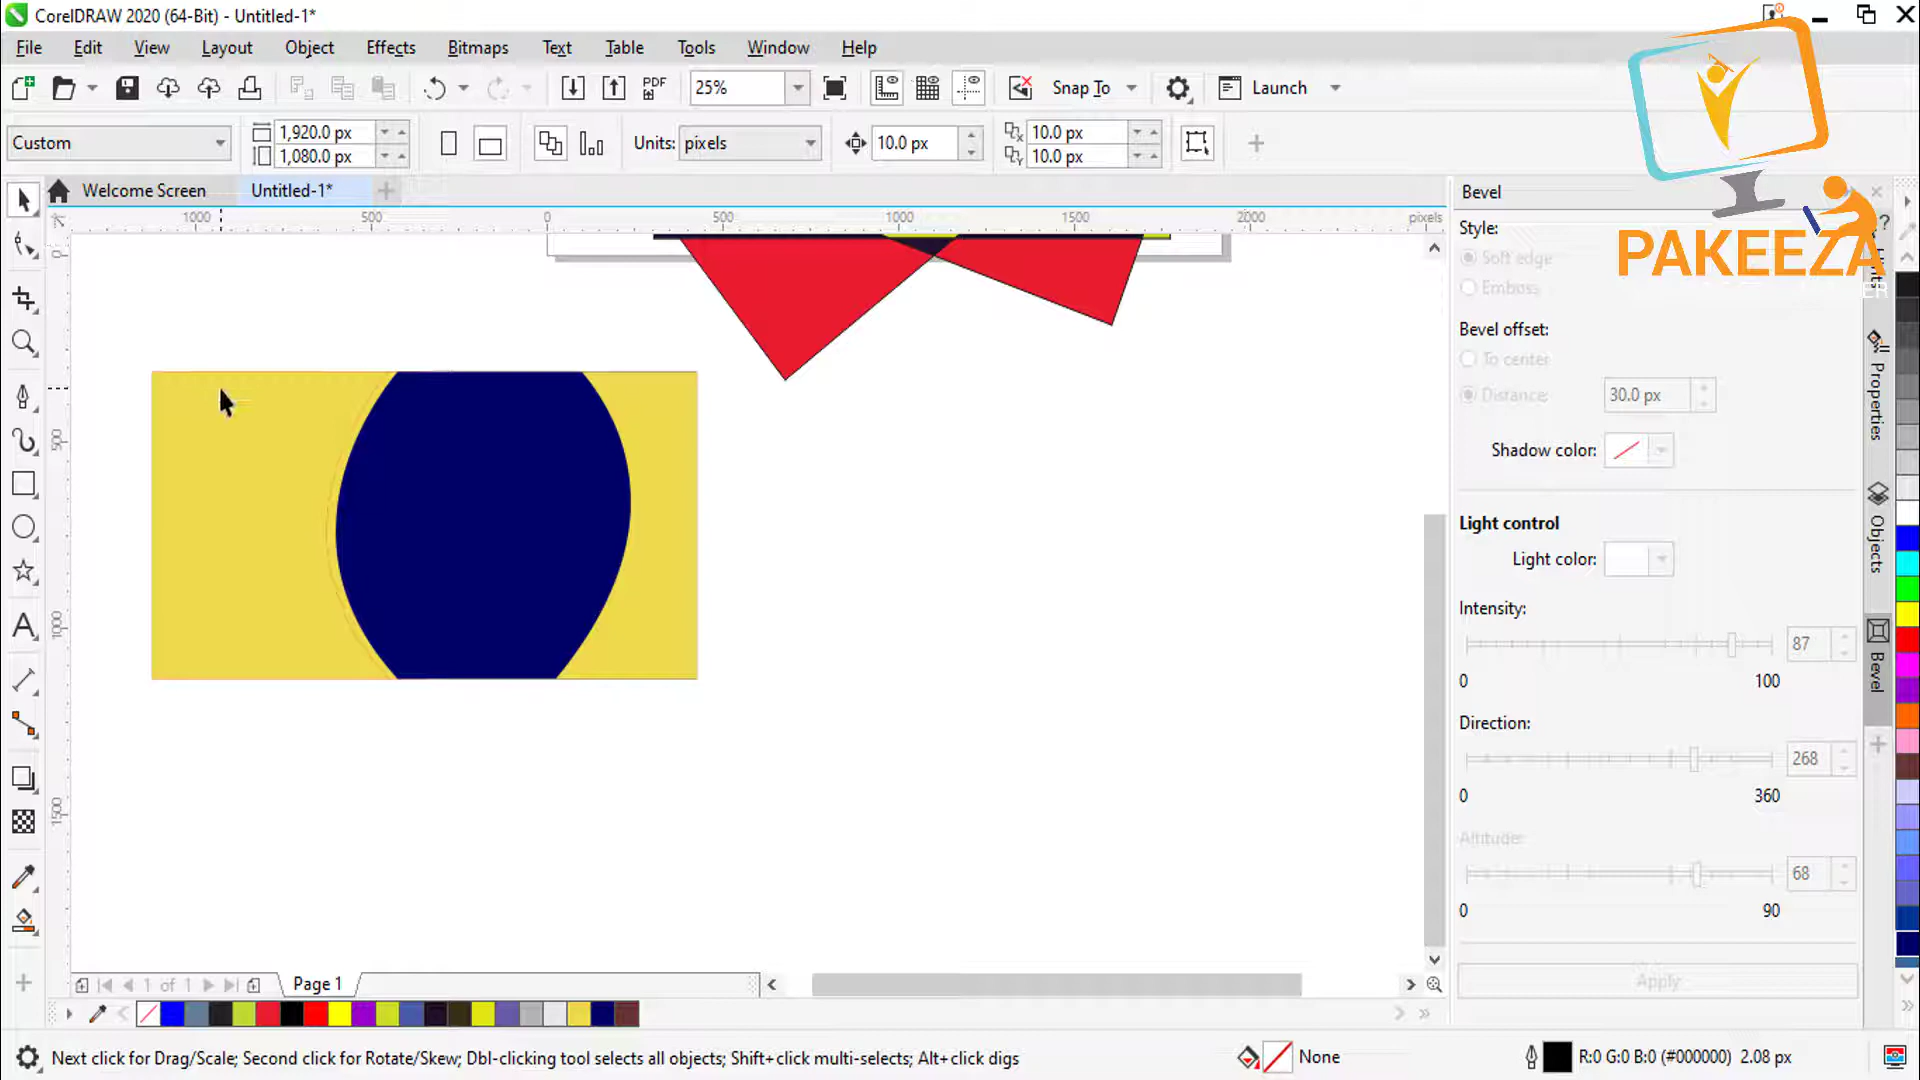 CorelDRAW 2020 (64-Bit) - Untitled-1*
File Edit View Layout Object Effects Bitmaps Text Table Tools Window Help
PDF 25% Snap To Launch
Custom 1,920.0 px 1,080.0 px Units: pixels 10.0 px 10.0 px 10.0 px
Welcome Screen Untitled-1*
1000 500 0 500 1000 1500 2000 pixels
0
500
1000
1500
PAKEEZA
ER
Bevel
Style:
Soft edge
Emboss
Bevel offset:
To center
Distance: 30.0 px
Shadow color:
Light control
Light color:
Intensity:
87
0 100
Direction:
268
0 360
Altitude:
68
0 90
Apply
Properties
Objects
Bevel
1 of 1 Page 1
Next click for Drag/Scale; Second click for Rotate/Skew; Dbl-clicking tool selects all objects; Shift+click multi-selects; Alt+click digs
None R:0 G:0 B:0 (#000000) 2.08 px